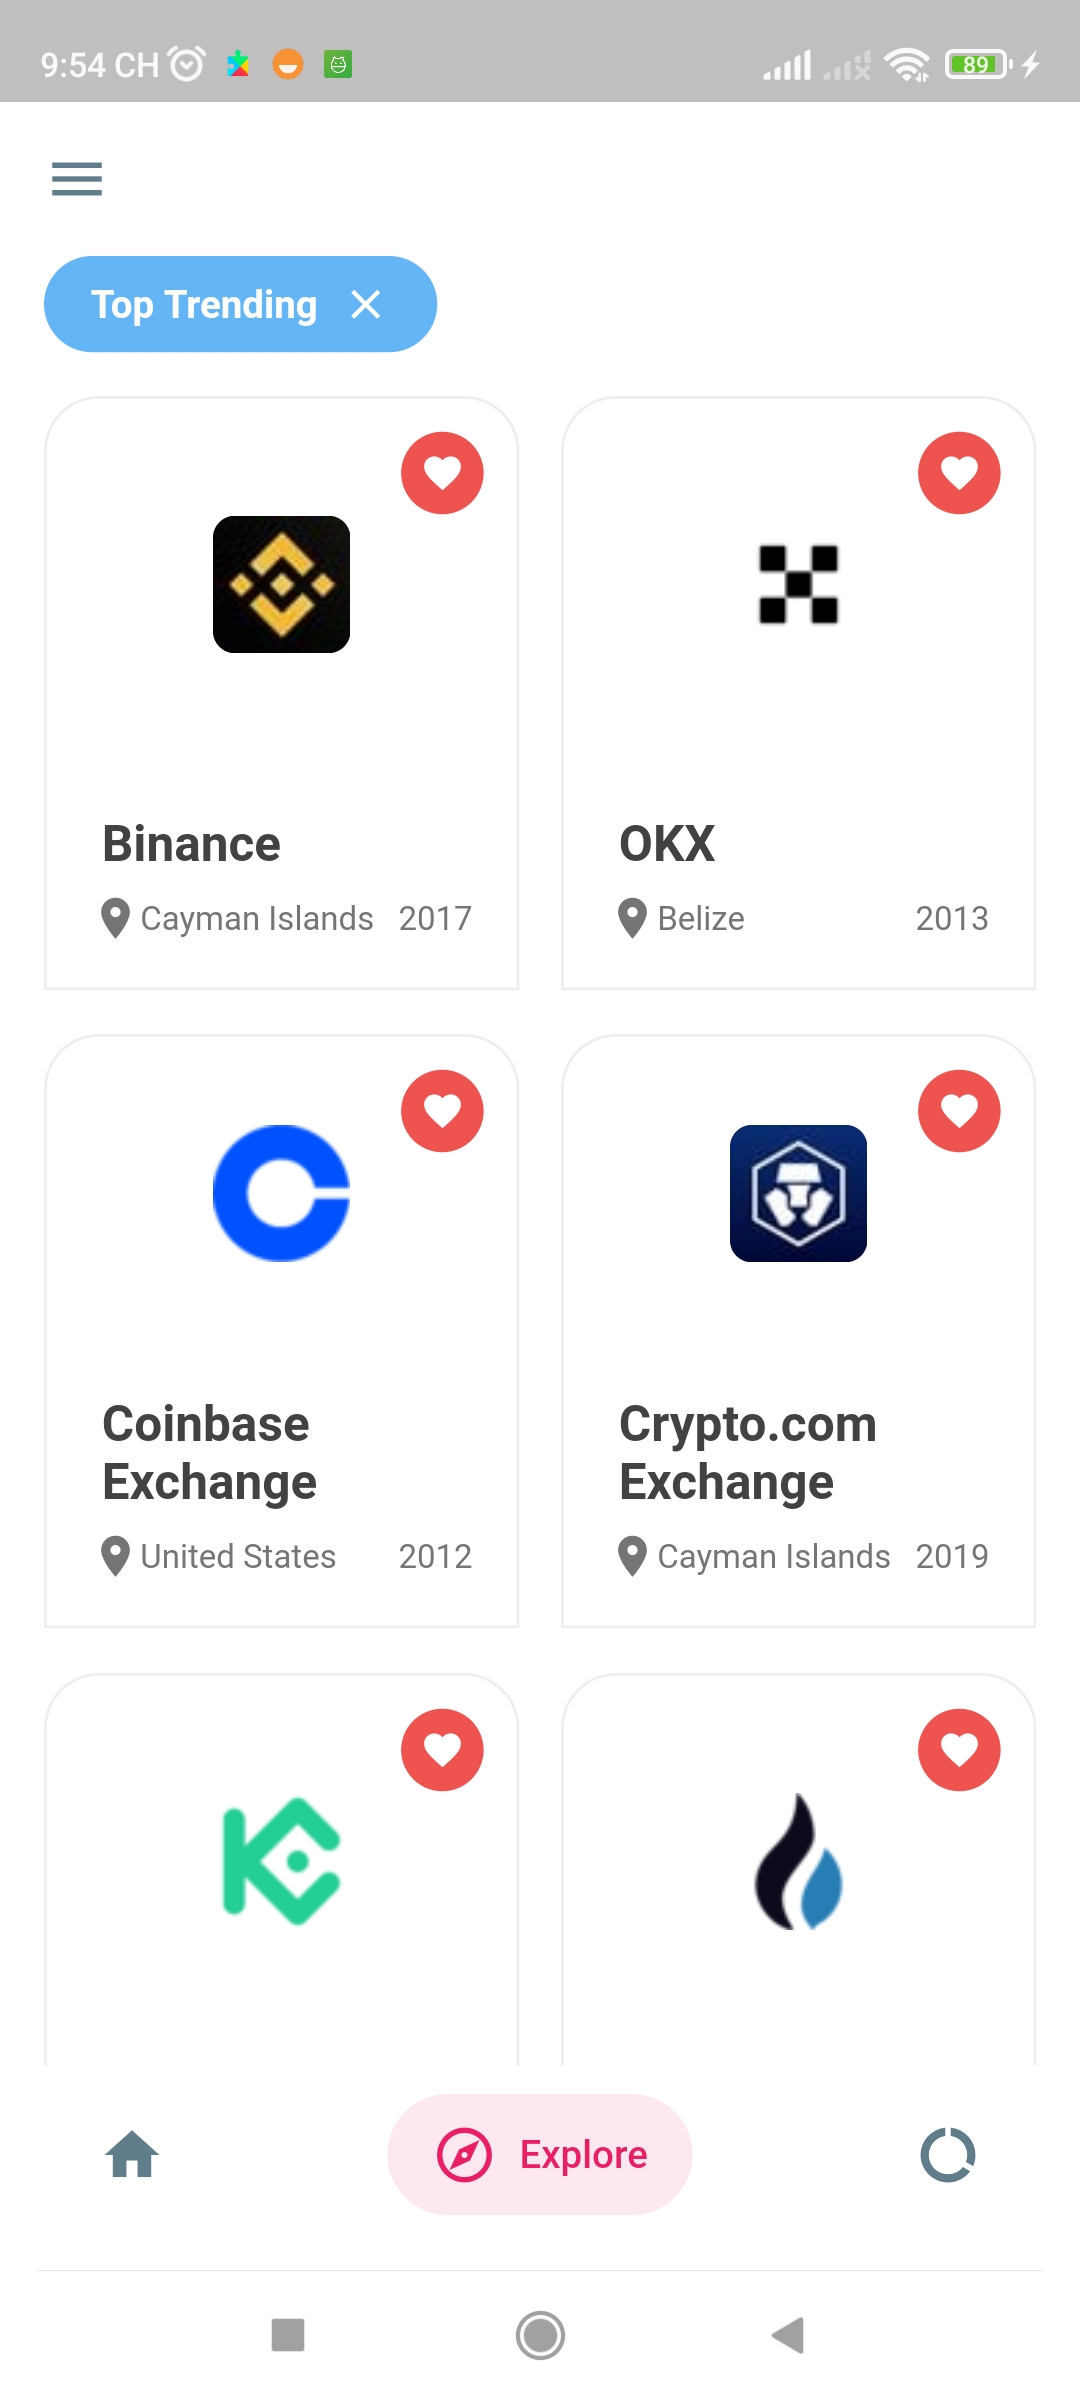 9:54 CH
89
Top Trending
Binance
Cayman Islands 2017
OKX
Belize 2013
Coinbase
Exchange
United States 2012
Crypto.com
Exchange
Cayman Islands 2019
Explore